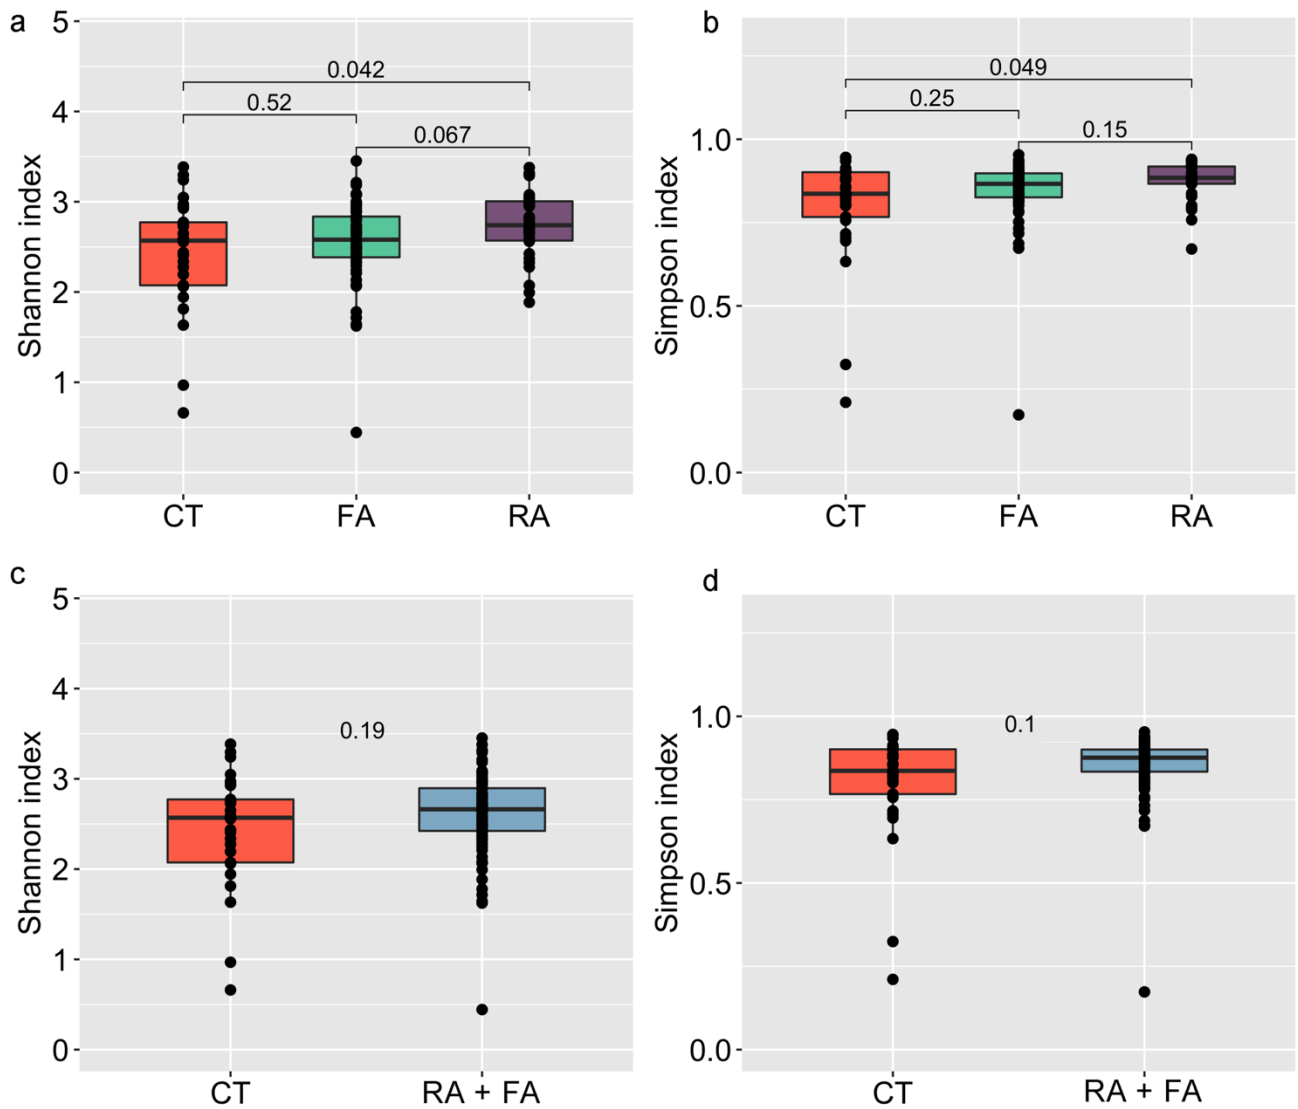 a
5
4
3
2
1
0
Shannon index
0.042
0.52
0.067
CT FA RA
b
1.0
0.5
0.0
Simpson index
0.049
0.25
0.15
CT FA RA
c
5
4
3
2
1
0
Shannon index
0.19
CT RA + FA
d
1.0
0.5
0.0
Simpson index
0.1
CT RA + FA